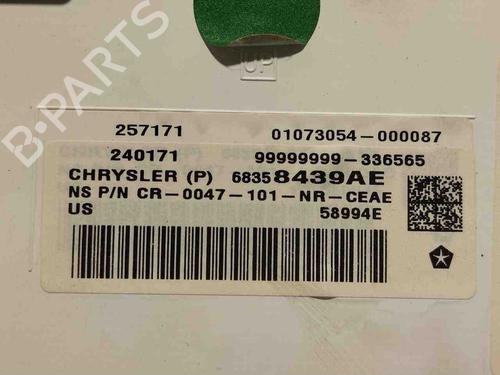 UP
B-PARTS
257171 01073054-000087
240171 99999999-336565
CHRYSLER (P) 68358439AE
NS P/N CR-0047-101-NR-CEAE
US 58994E